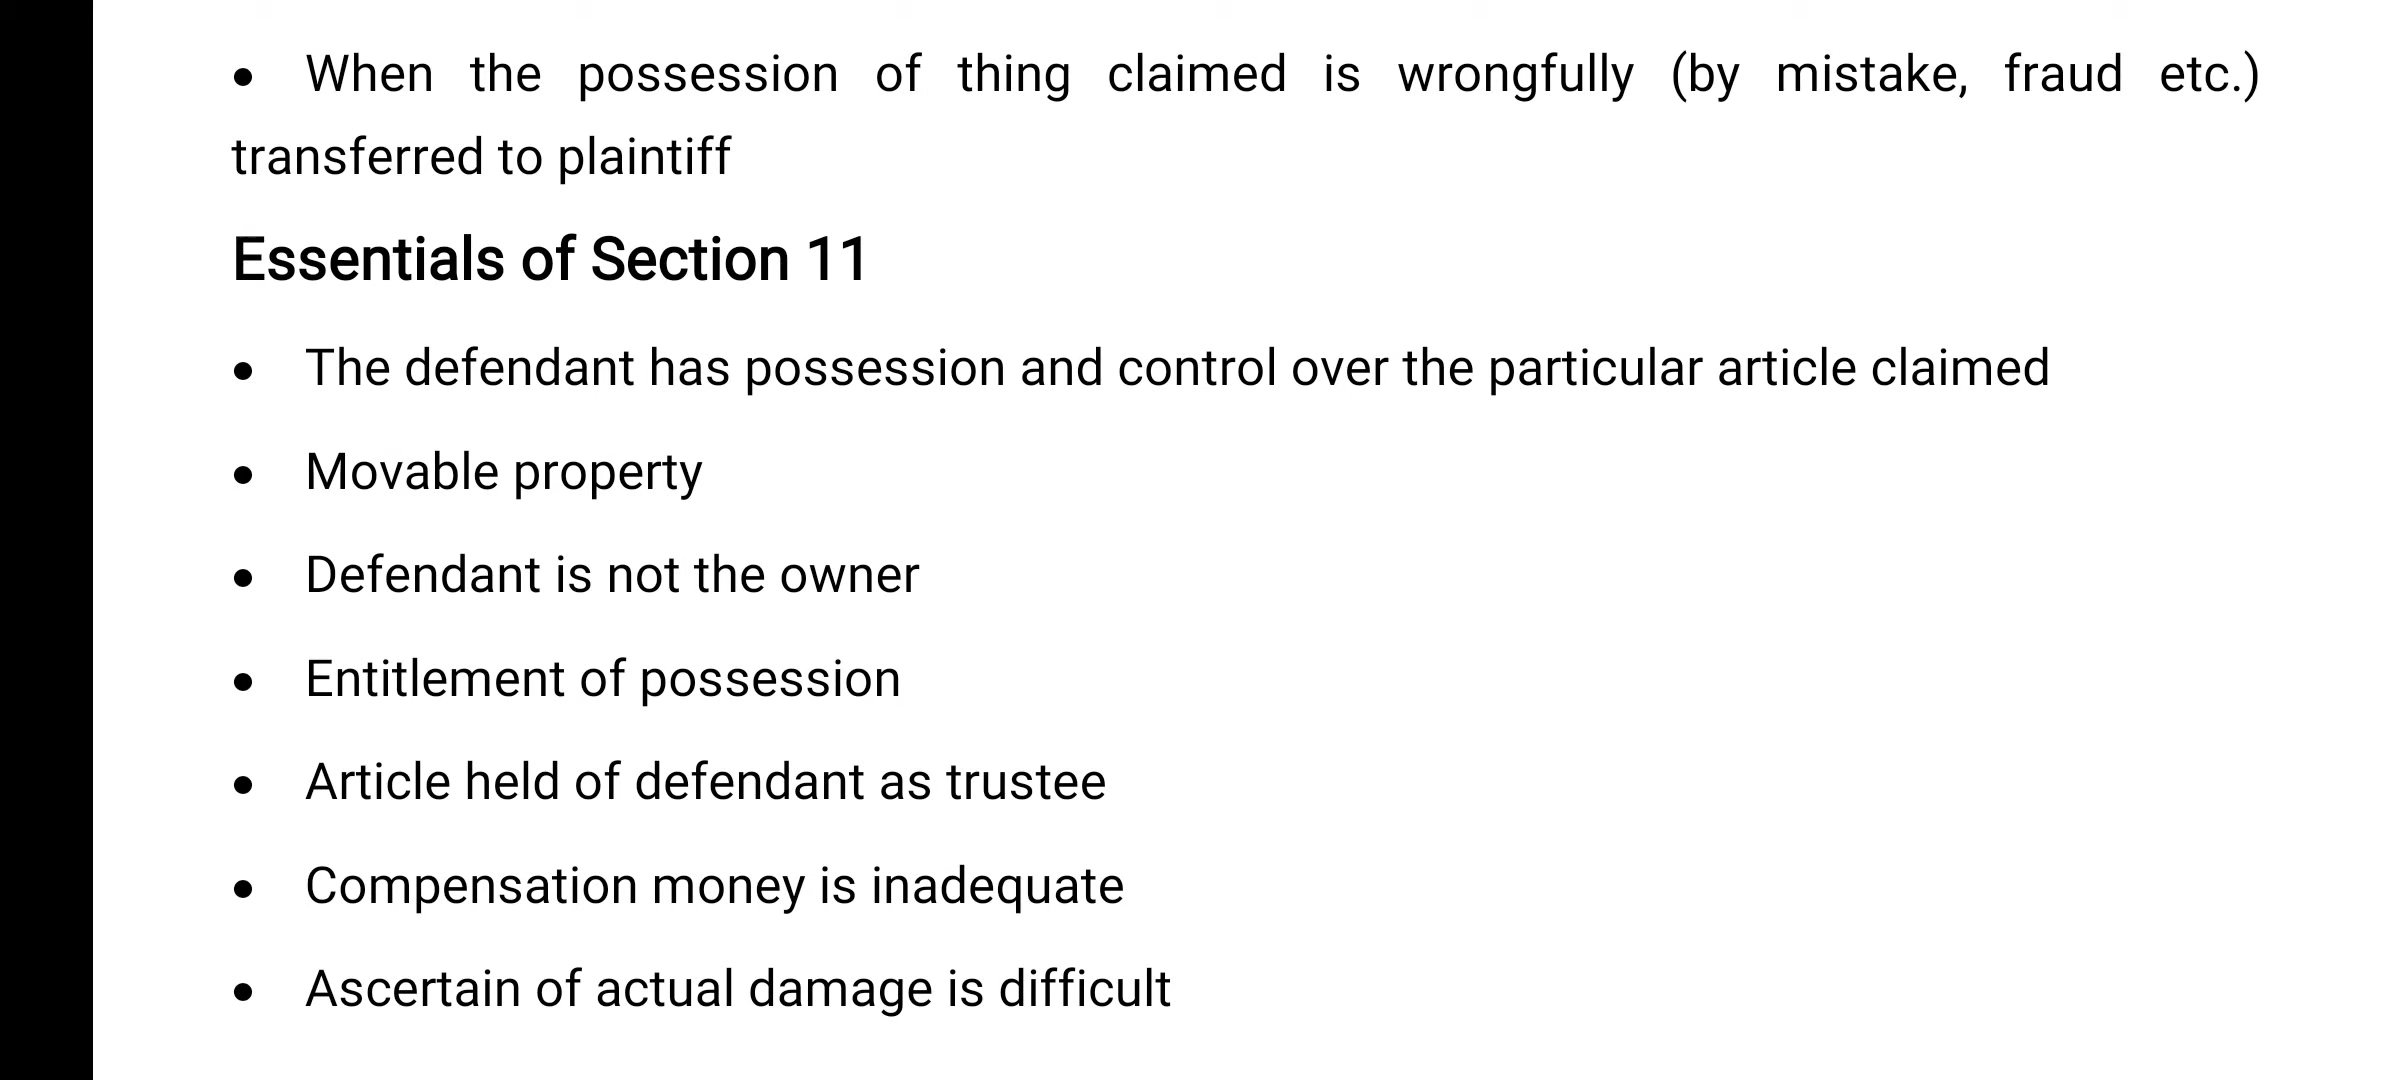 • When the possession of thing claimed is wrongfully (by mistake, fraud etc.)
transferred to plaintiff
Essentials of Section 11
• The defendant has possession and control over the particular article claimed
• Movable property
• Defendant is not the owner
• Entitlement of possession
• Article held of defendant as trustee
• Compensation money is inadequate
• Ascertain of actual damage is difficult